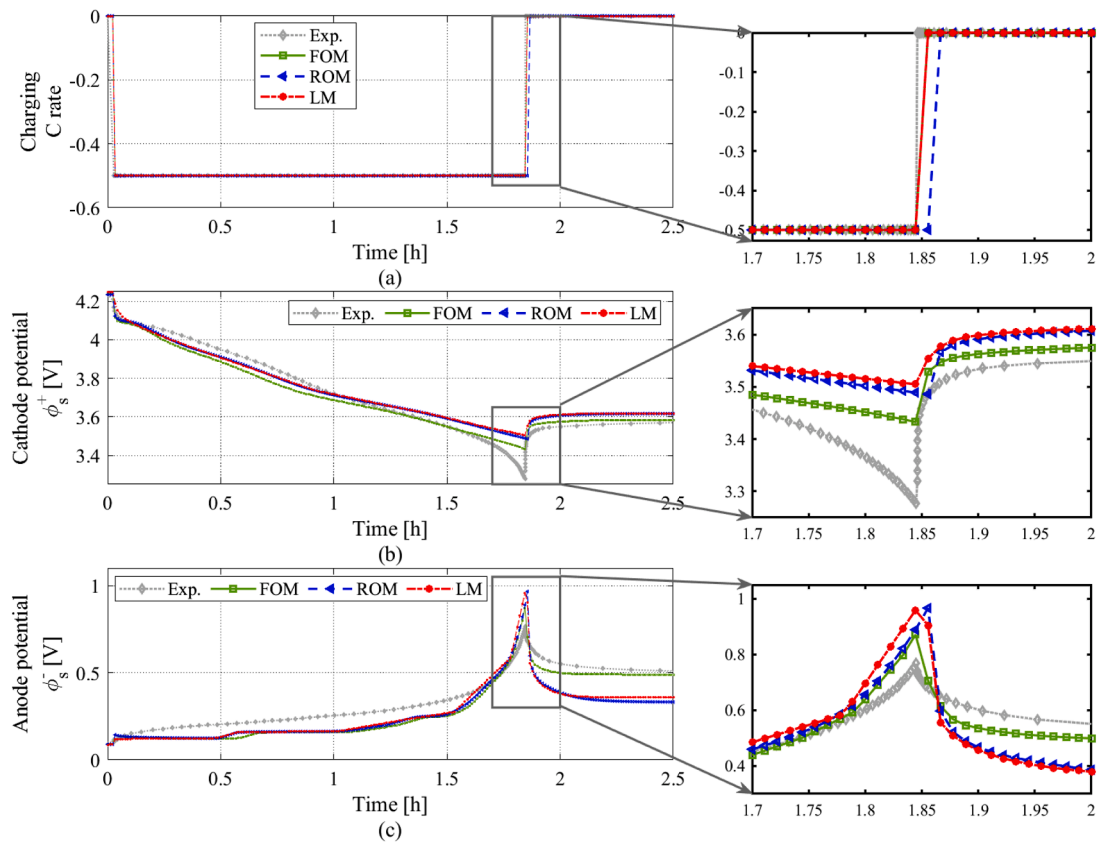 Charging
C rate
0
-0.2
-0.4
-0.6
Exp.
FOM
ROM
LM
0 0.5 1 1.5 2 2.5
Time [h]
(a)
0
-0.1
-0.2
-0.3
-0.4
0.5
1.7 1.75 1.8 1.85 1.9 1.95 2
Cathode potential
ϕs+ [V]
4.2
4
3.8
3.6
3.4
Exp. FOM ROM LM
0 0.5 1 1.5 2 2.5
Time [h]
(b)
3.6
3.5
3.4
3.3
1.7 1.75 1.8 1.85 1.9 1.95 2
Anode potential
ϕs- [V]
1
0.5
0
Exp. FOM ROM LM
0 0.5 1 1.5 2 2.5
Time [h]
(c)
1
0.8
0.6
0.4
1.7 1.75 1.8 1.85 1.9 1.95 2